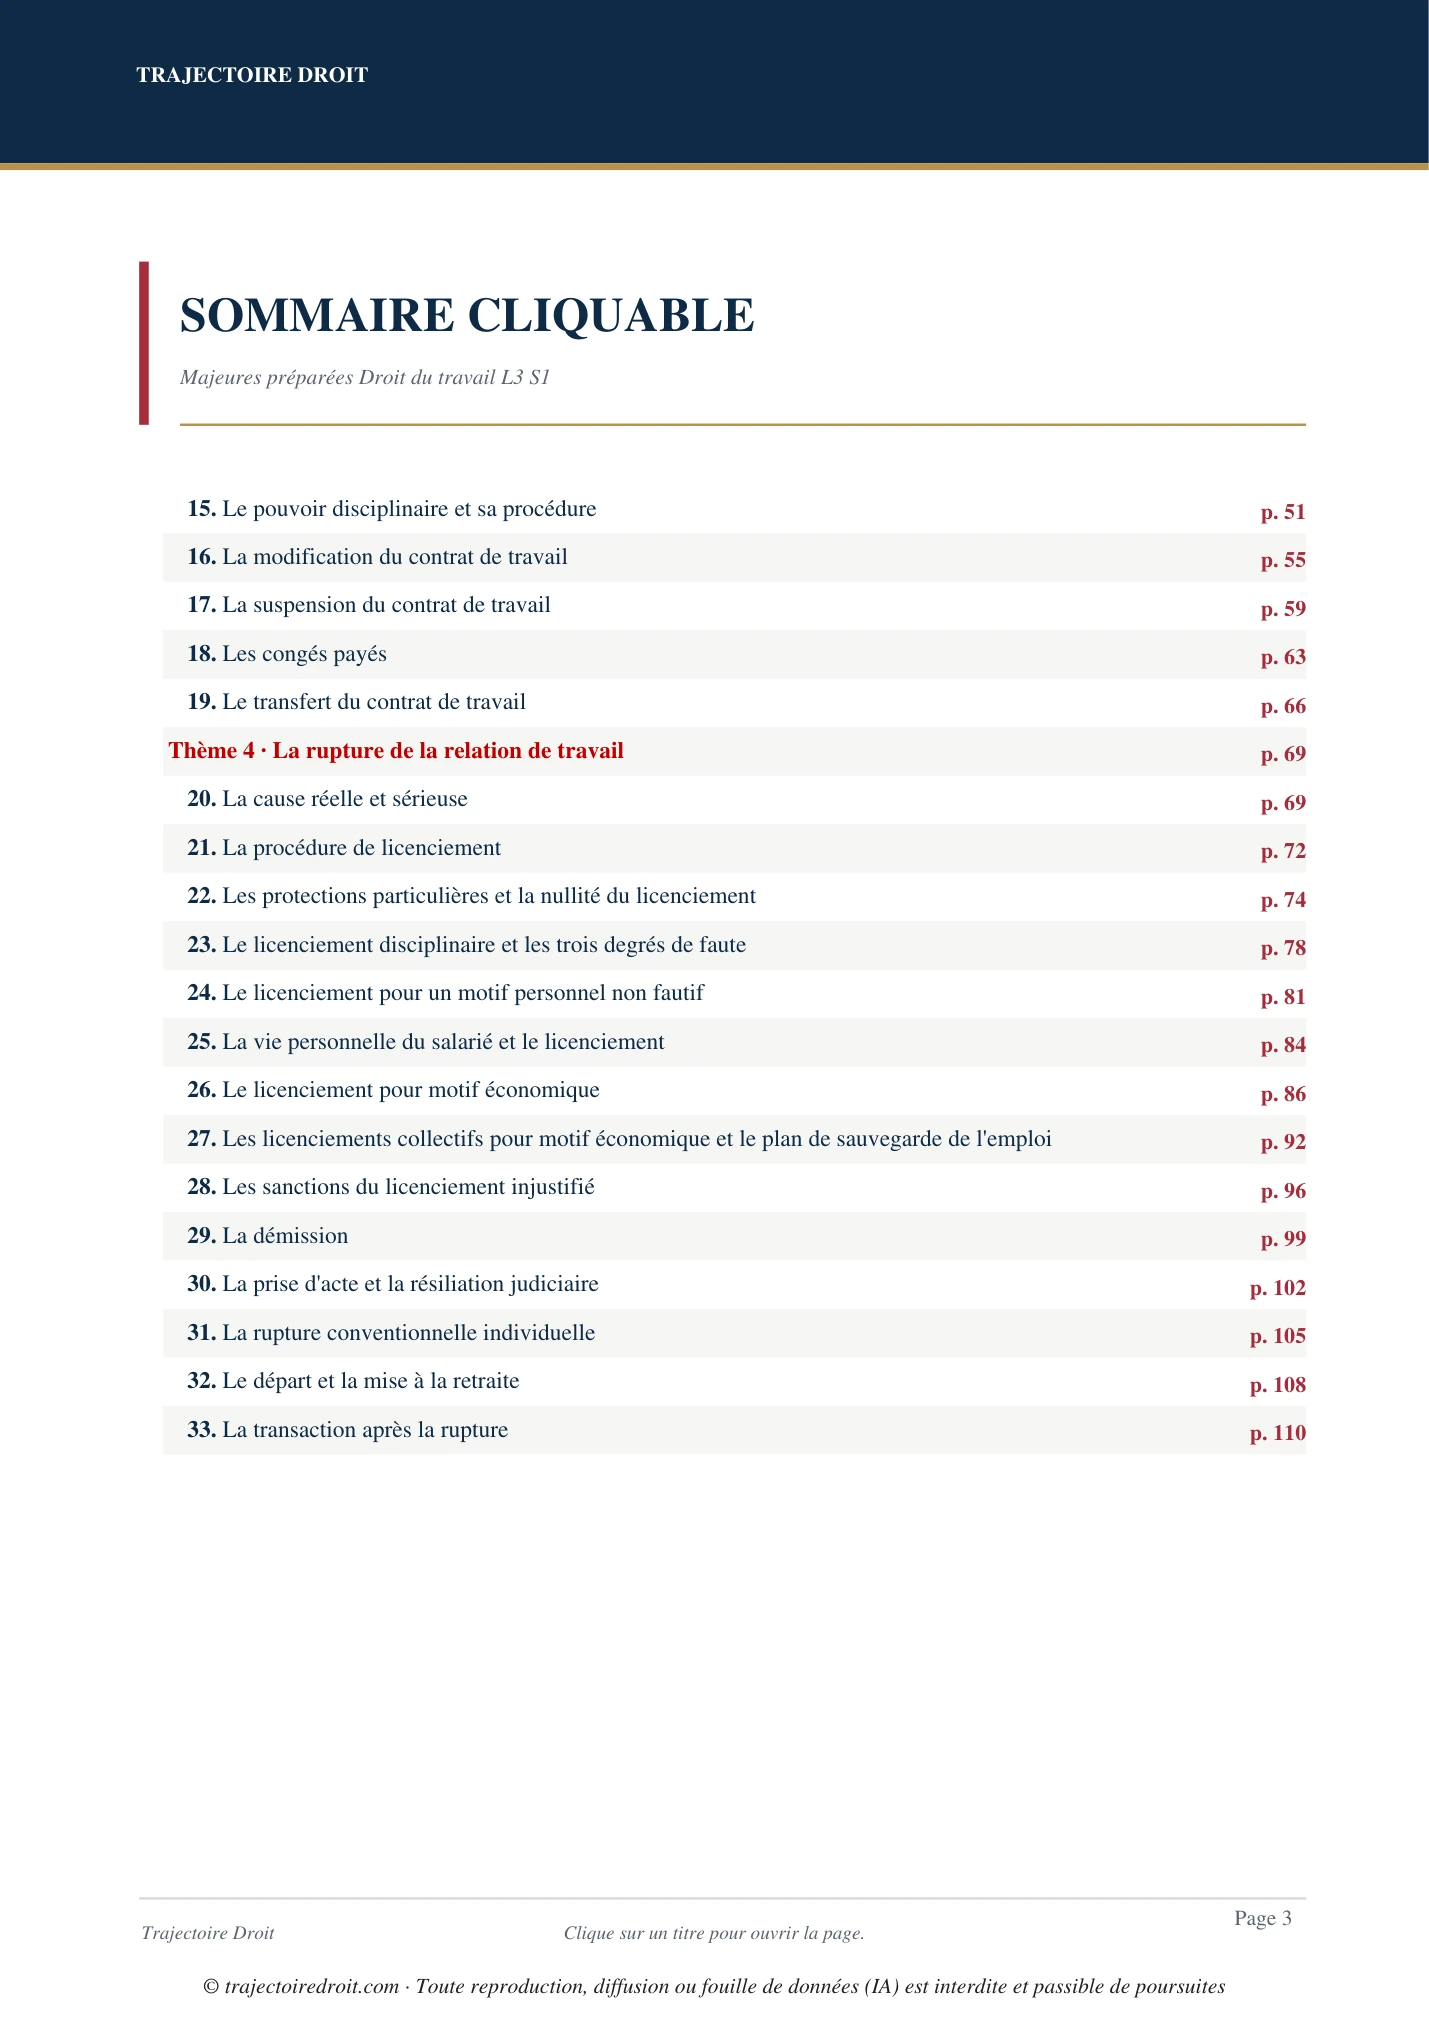 TRAJECTOIRE DROIT
SOMMAIRE CLIQUABLE
Majeures préparées Droit du travail L3 S1
15. Le pouvoir disciplinaire et sa procédure p. 51
16. La modification du contrat de travail p. 55
17. La suspension du contrat de travail p. 59
18. Les congés payés p. 63
19. Le transfert du contrat de travail p. 66
Thème 4 · La rupture de la relation de travail p. 69
20. La cause réelle et sérieuse p. 69
21. La procédure de licenciement p. 72
22. Les protections particulières et la nullité du licenciement p. 74
23. Le licenciement disciplinaire et les trois degrés de faute p. 78
24. Le licenciement pour un motif personnel non fautif p. 81
25. La vie personnelle du salarié et le licenciement p. 84
26. Le licenciement pour motif économique p. 86
27. Les licenciements collectifs pour motif économique et le plan de sauvegarde de l'emploi p. 92
28. Les sanctions du licenciement injustifié p. 96
29. La démission p. 99
30. La prise d'acte et la résiliation judiciaire p. 102
31. La rupture conventionnelle individuelle p. 105
32. Le départ et la mise à la retraite p. 108
33. La transaction après la rupture p. 110
Page 3
Trajectoire Droit Clique sur un titre pour ouvrir la page.
© trajectoiredroit.com · Toute reproduction, diffusion ou fouille de données (IA) est interdite et passible de poursuites